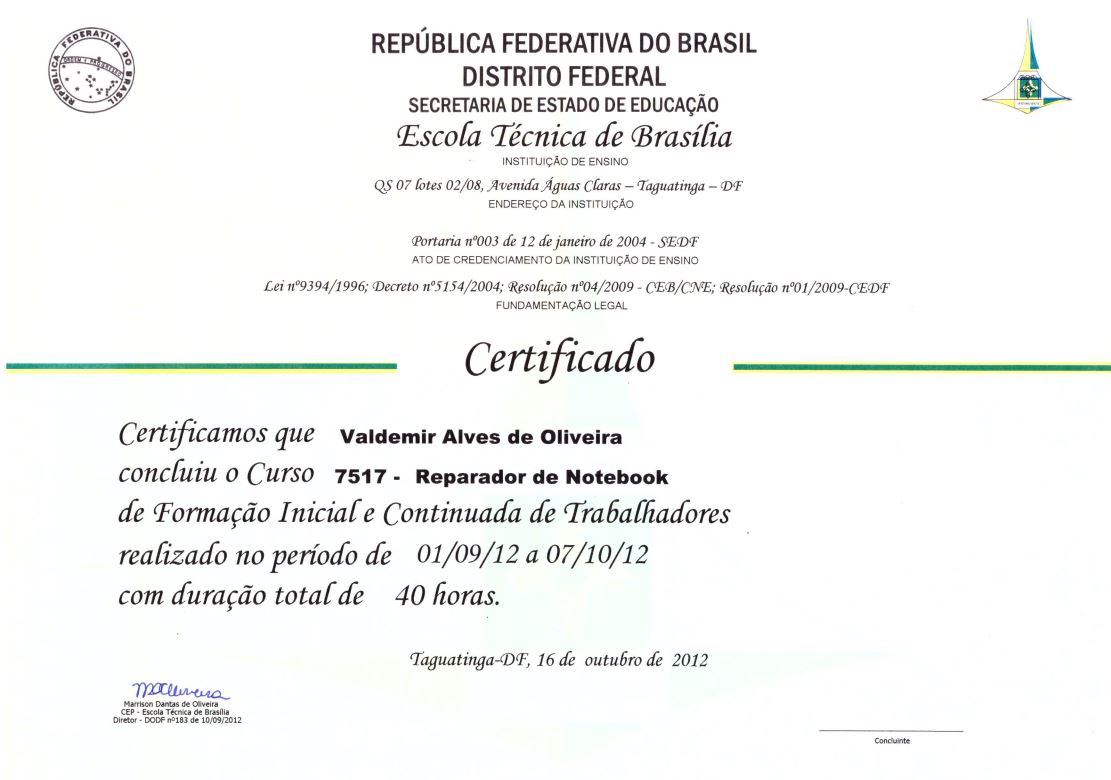 REPÚBLICA FEDERATIVA DO BRASIL
ORDEM E PROGRESSO
REPÚBLICA FEDERATIVA DO BRASIL
DISTRITO FEDERAL
SECRETARIA DE ESTADO DE EDUCAÇÃO
Escola Técnica de Brasília
INSTITUIÇÃO DE ENSINO
QS 07 lotes 02/08, Avenida Águas Claras – Taguatinga – DF
ENDEREÇO DA INSTITUIÇÃO
Portaria nº003 de 12 de janeiro de 2004 - SEDF
ATO DE CREDENCIAMENTO DA INSTITUIÇÃO DE ENSINO
Lei nº9394/1996; Decreto nº5154/2004; Resolução nº04/2009 - CEB/CNE; Resolução nº01/2009-CEDF
FUNDAMENTAÇÃO LEGAL
Certificado
Certificamos que Valdemir Alves de Oliveira
concluiu o Curso 7517 - Reparador de Notebook
de Formação Inicial e Continuada de Trabalhadores
realizado no período de 01/09/12 a 07/10/12
com duração total de 40 horas.
Taguatinga-DF, 16 de outubro de 2012
Marrison Dantas de Oliveira
CEP - Escola Técnica de Brasília
Diretor - DODF nº183 de 10/09/2012
Concluinte